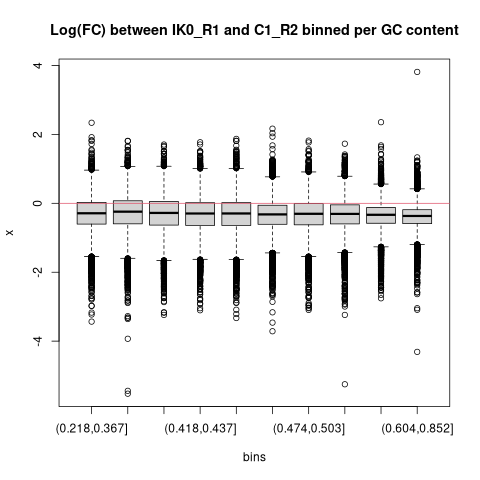 Log(FC) between IK0_R1 and C1_R2 binned per GC content
4
2
0
-2
-4
x
(0.218,0.367] (0.418,0.437] (0.474,0.503] (0.604,0.852]
bins